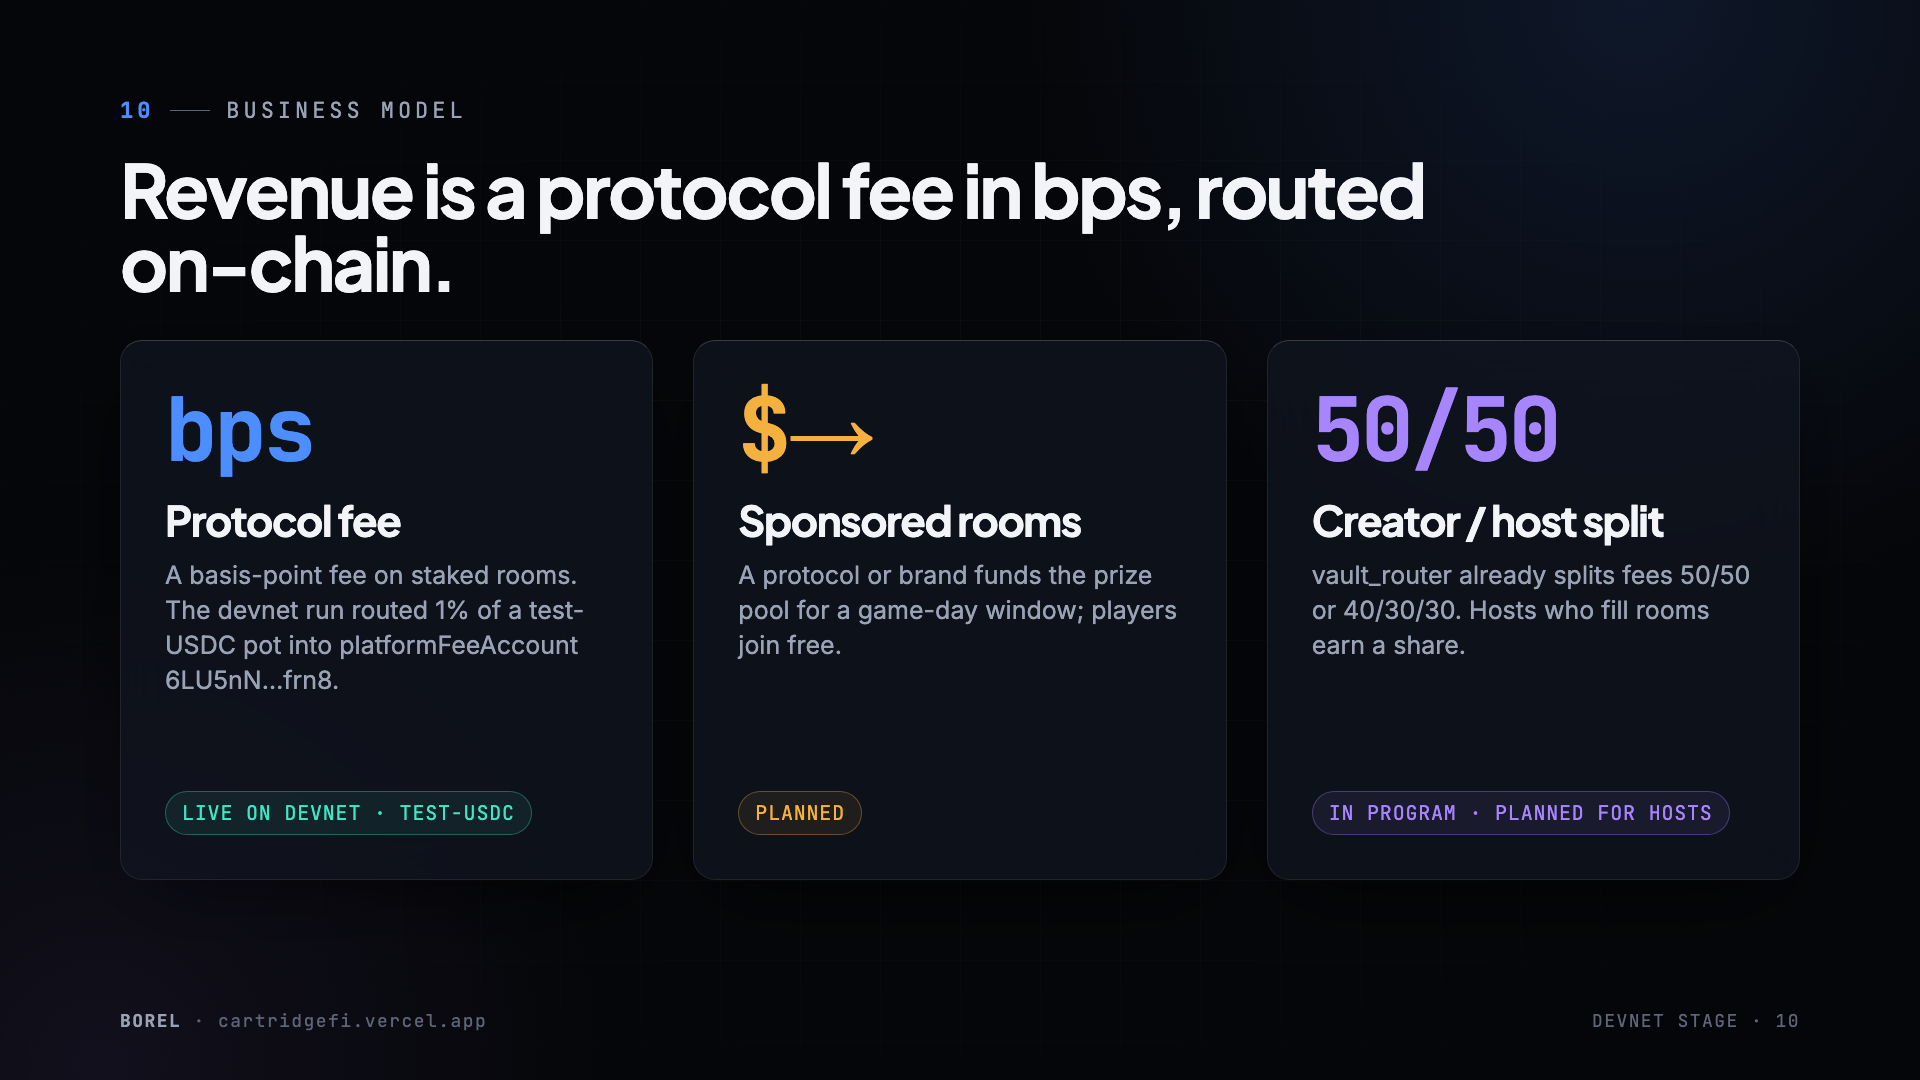 10 — BUSINESS MODEL
Revenue is a protocol fee in bps, routed
on-chain.
bps
Protocol fee
A basis-point fee on staked rooms.
The devnet run routed 1% of a test-
USDC pot into platformFeeAccount
6LU5nN...frn8.
LIVE ON DEVNET · TEST-USDC
$→
Sponsored rooms
A protocol or brand funds the prize
pool for a game-day window; players
join free.
PLANNED
50/50
Creator / host split
vault_router already splits fees 50/50
or 40/30/30. Hosts who fill rooms
earn a share.
IN PROGRAM · PLANNED FOR HOSTS
BOREL · cartridgefi.vercel.app
DEVNET STAGE · 10